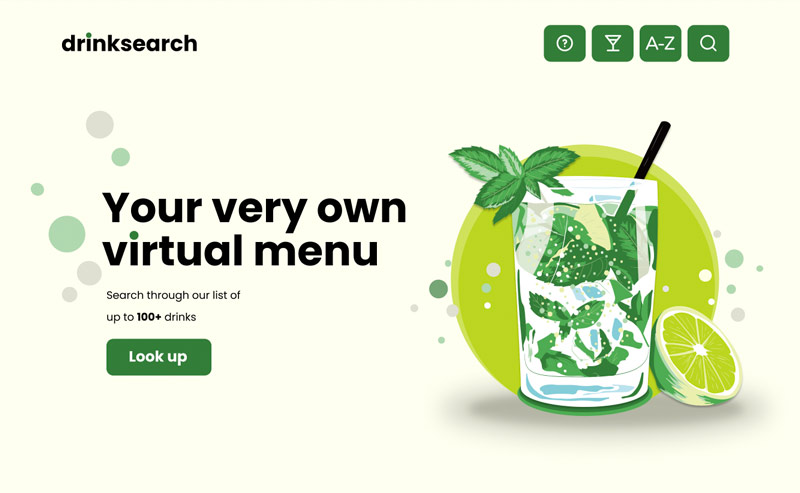 drinksearch
?
A-Z
Your very own
virtual menu
Search through our list of
up to 100+ drinks
Look up